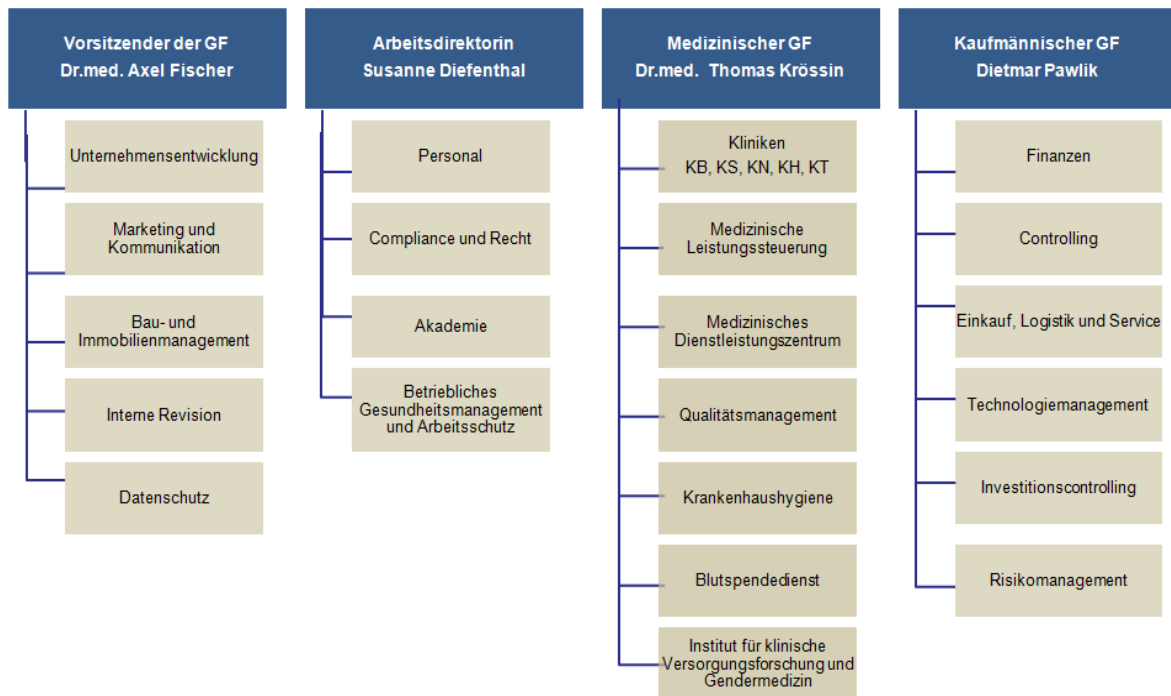 Vorsitzender der GF
Dr.med. Axel Fischer
Unternehmensentwicklung
Marketing und
Kommunikation
Bau- und
Immobilienmanagement
Interne Revision
Datenschutz
Arbeitsdirektorin
Susanne Diefenthal
Personal
Compliance und Recht
Akademie
Betriebliches
Gesundheitsmanagement
und Arbeitsschutz
Medizinischer GF
Dr.med. Thomas Krössin
Kliniken
KB, KS, KN, KH, KT
Medizinische
Leistungssteuerung
Medizinisches
Dienstleistungszentrum
Qualitätsmanagement
Krankenhaushygiene
Blutspendedienst
Institut für klinische
Versorgungsforschung und
Gendermedizin
Kaufmännischer GF
Dietmar Pawlik
Finanzen
Controlling
Einkauf, Logistik und Service
Technologiemanagement
Investitionscontrolling
Risikomanagement